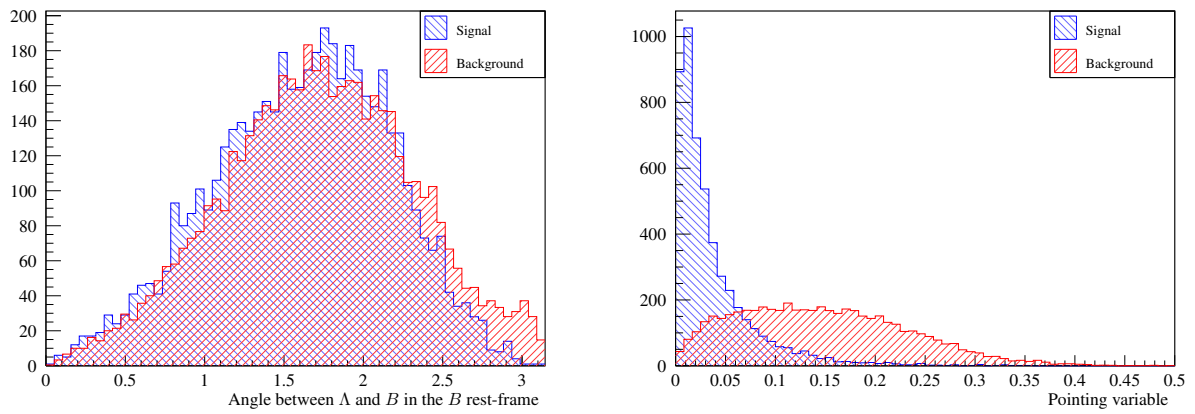 200
180
160
140
120
100
80
60
40
20
0
0 0.5 1 1.5 2 2.5 3
Angle between Λ and B in the B rest-frame
Signal
Background
1000
800
600
400
200
0
0 0.05 0.1 0.15 0.2 0.25 0.3 0.35 0.4 0.45 0.5
Pointing variable
Signal
Background